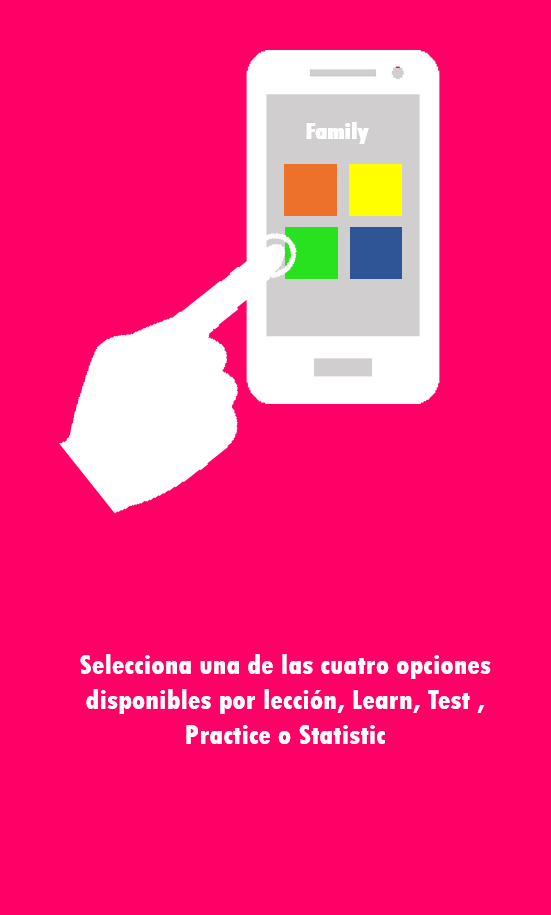 Family
Selecciona una de las cuatro opciones
disponibles por lección, Learn, Test ,
Practice o Statistic